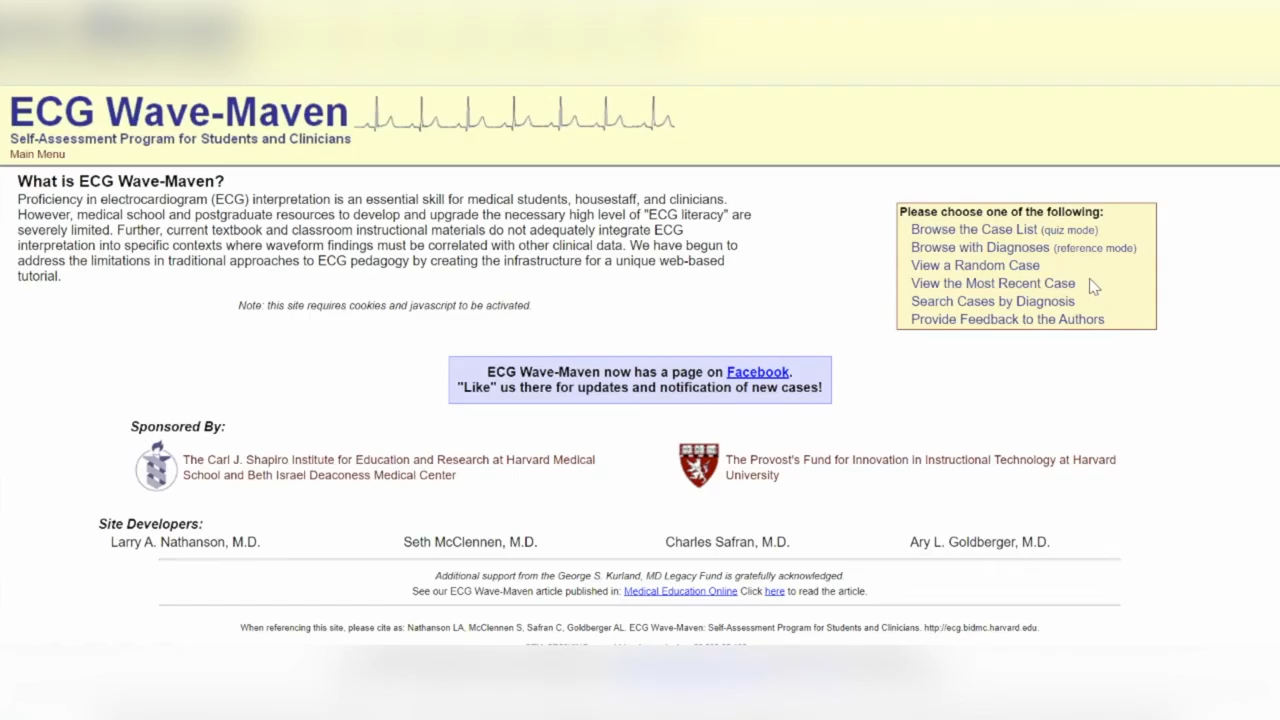 ECG Wave-Maven
Self-Assessment Program for Students and Clinicians
Main Menu
What is ECG Wave-Maven?
Proficiency in electrocardiogram (ECG) interpretation is an essential skill for medical students, housestaff, and clinicians.
However, medical school and postgraduate resources to develop and upgrade the necessary high level of "ECG literacy" are
severely limited. Further, current textbook and classroom instructional materials do not adequately integrate ECG
interpretation into specific contexts where waveform findings must be correlated with other clinical data. We have begun to
address the limitations in traditional approaches to ECG pedagogy by creating the infrastructure for a unique web-based
tutorial.
Note: this site requires cookies and javascript to be activated.
Please choose one of the following:
Browse the Case List (quiz mode)
Browse with Diagnoses (reference mode)
View a Random Case
View the Most Recent Case
Search Cases by Diagnosis
Provide Feedback to the Authors
ECG Wave-Maven now has a page on Facebook.
"Like" us there for updates and notification of new cases!
Sponsored By:
The Carl J. Shapiro Institute for Education and Research at Harvard Medical
School and Beth Israel Deaconess Medical Center
The Provost's Fund for Innovation in Instructional Technology at Harvard
University
Site Developers:
Larry A. Nathanson, M.D. Seth McClennen, M.D. Charles Safran, M.D. Ary L. Goldberger, M.D.
Additional support from the George S. Kurland, MD Legacy Fund is gratefully acknowledged
See our ECG Wave-Maven article published in: Medical Education Online Click here to read the article.
When referencing this site, please cite as: Nathanson LA, McClennen S, Safran C, Goldberger AL. ECG Wave-Maven: Self-Assessment Program for Students and Clinicians. http://ecg.bidmc.harvard.edu.